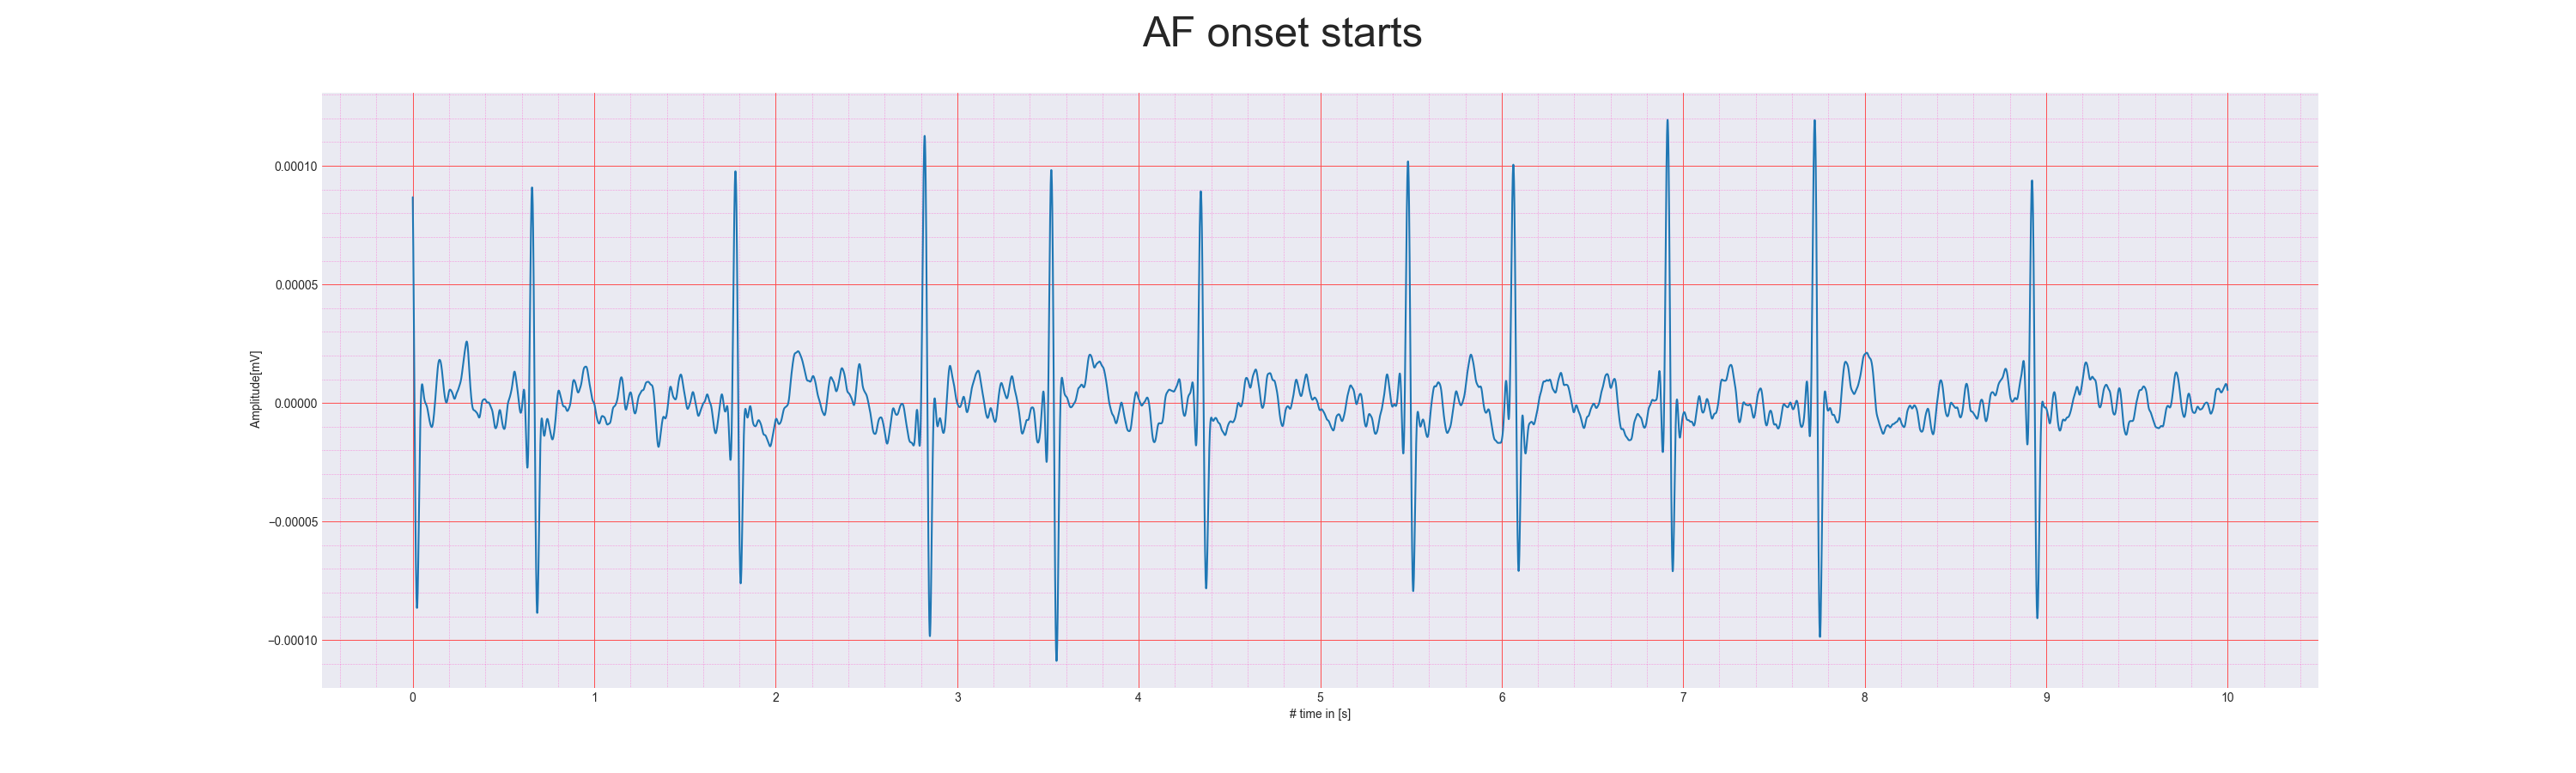 AF onset starts
0.00010
0.00005
0.00000
−0.00005
−0.00010
Amplitude[mV]
0 1 2 3 4 5 6 7 8 9 10
# time in [s]